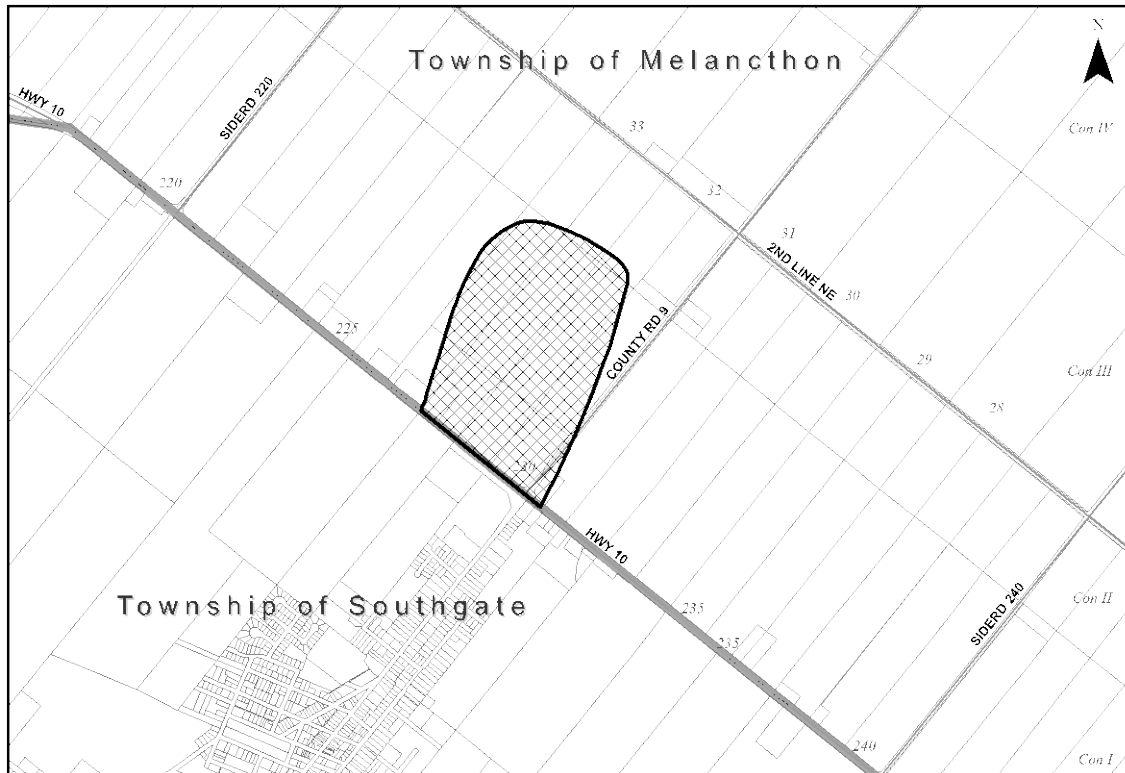 Township of Melancthon
N
HWY 10
SIDERD 220
33
Con IV
220
32
31
2ND LINE NE
30
225
COUNTY RD 9
29
Con III
28
230
HWY 10
Township of Southgate
235
SIDERD 240
Con II
235
240
Con I